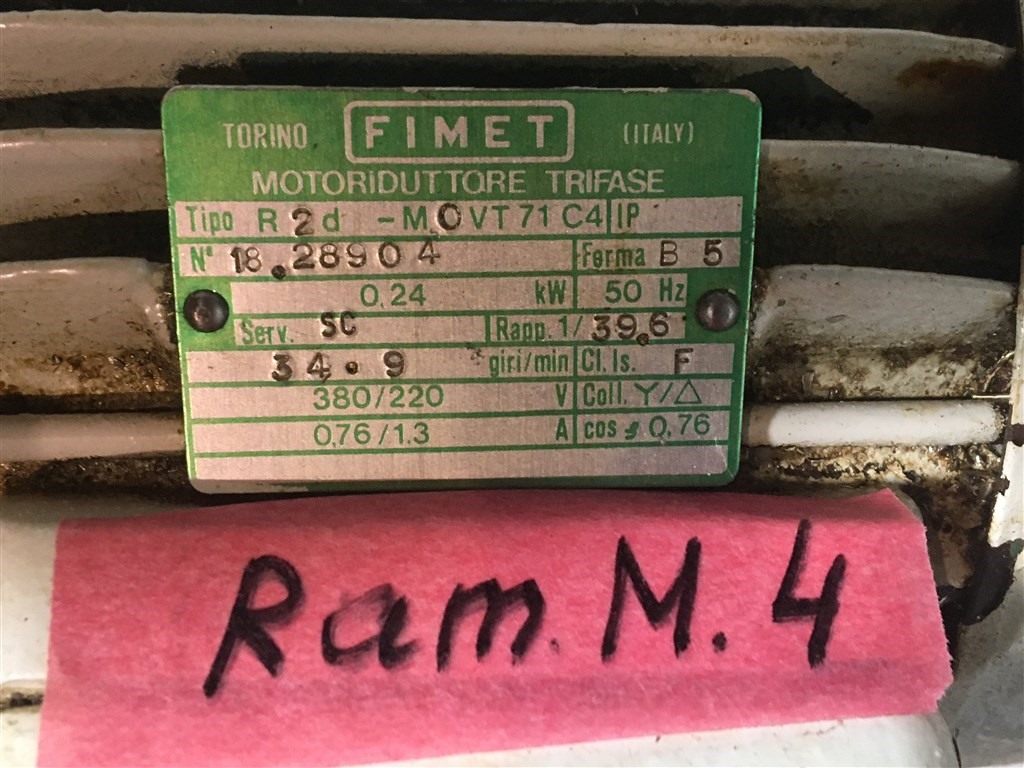 TORINO FIMET (ITALY)
MOTORIDUTTORE TRIFASE
Tipo R 2 d - M O VT 71 C4 IP
N° 18.28904 Forma B 5
0,24 kW 50 Hz
Serv. SC Rapp. 1/39,6
34.9 giri/min Cl. Is. F
380/220 V Coll. Y/△
0,76/1.3 A cos φ 0,76
Ram. M. 4